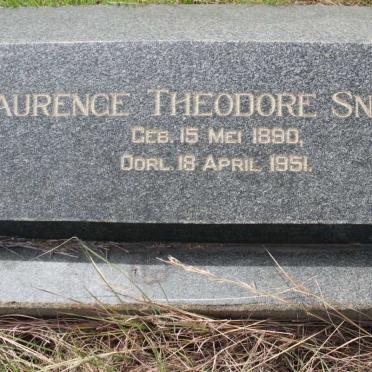 AURENCE THEODORE SN
GEB. 15 MEI 1890,
OORL. 18 APRIL 1951.